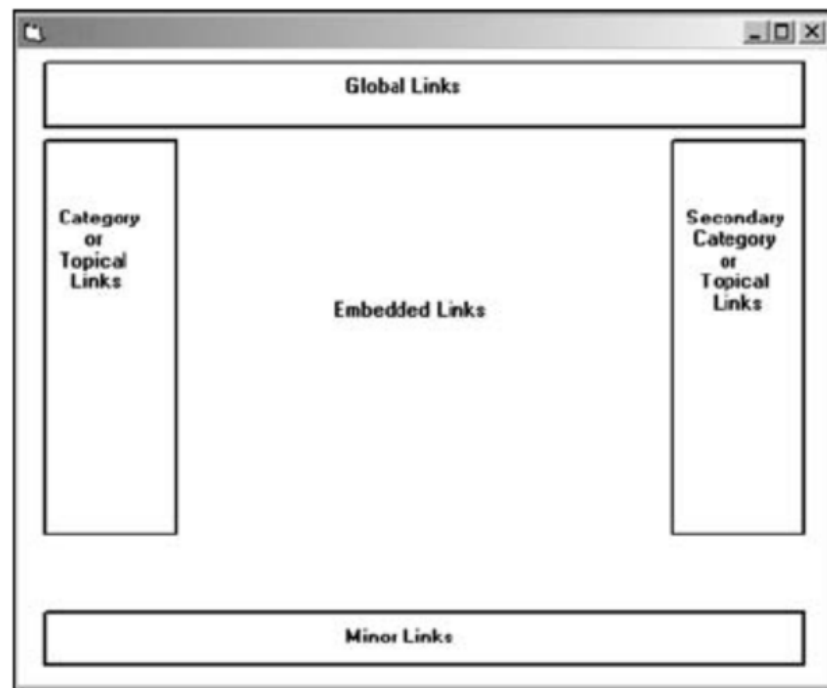 Global Links
Category
or
Topical
Links
Embedded Links
Secondary
Category
or
Topical
Links
Minor Links